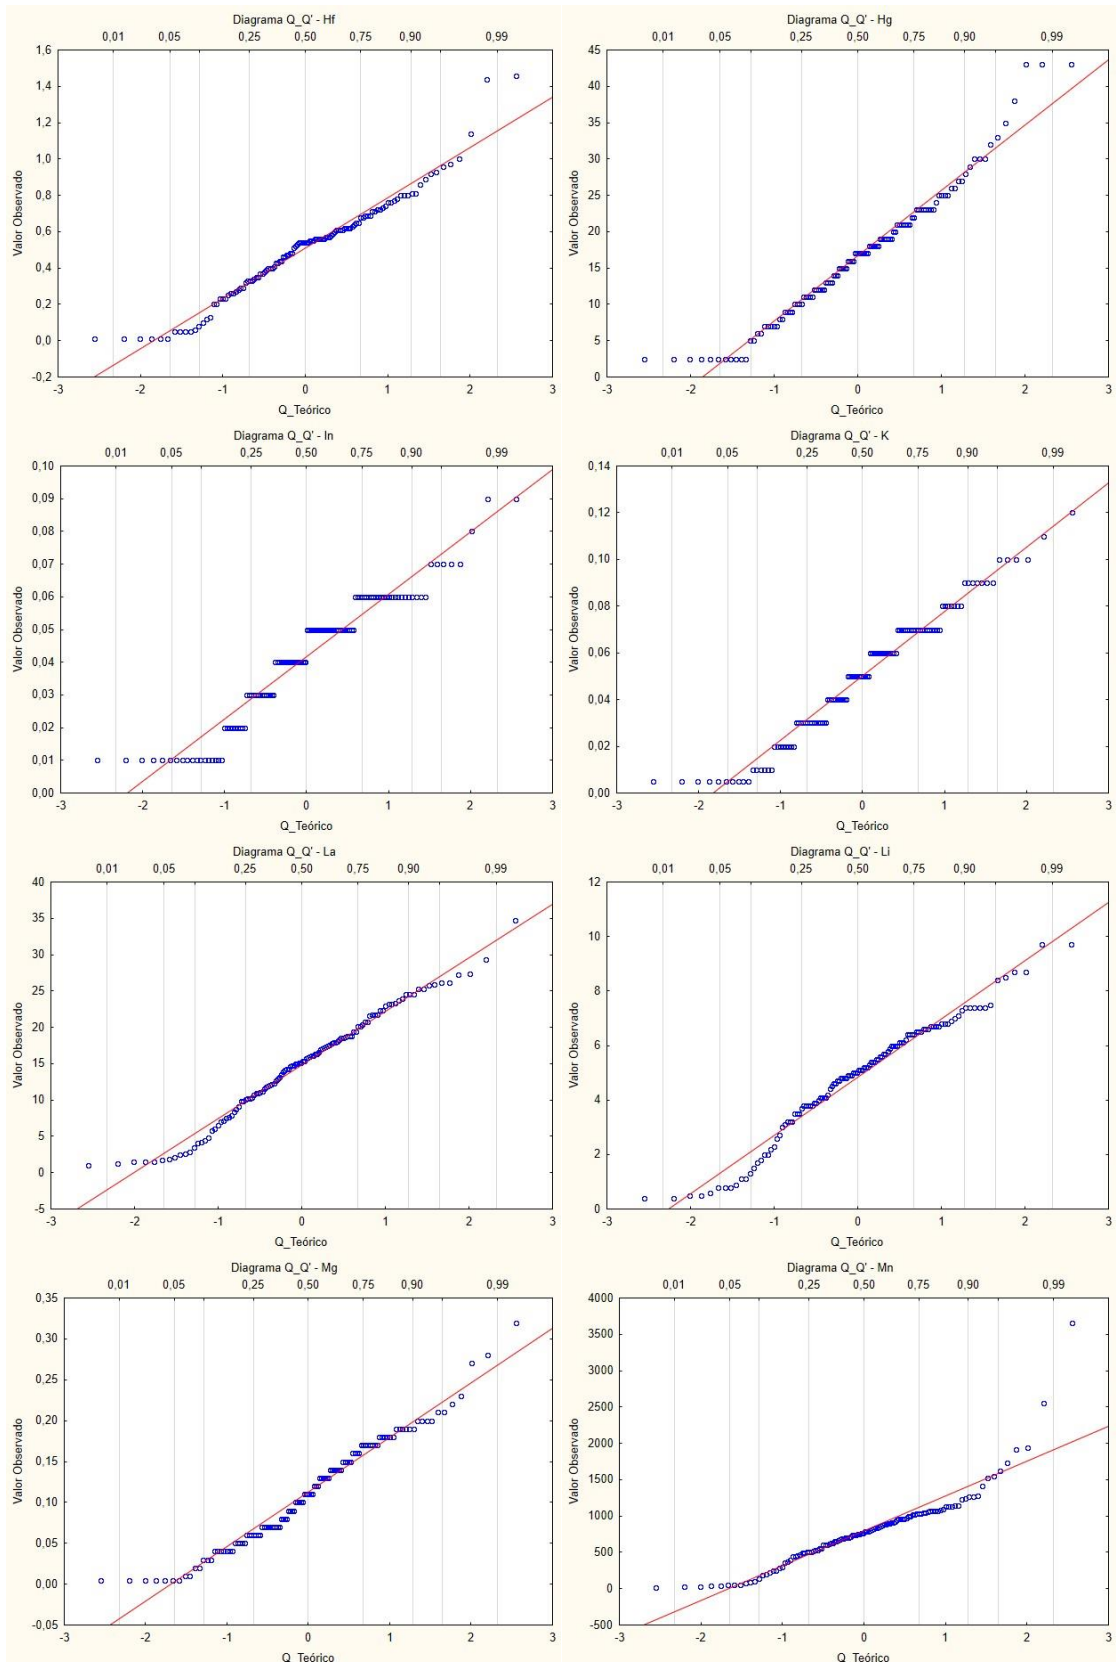 Diagrama Q_Q' - Hf
0,01 0,05 0,25 0,50 0,75 0,90 0,99
1,6
1,4
1,2
1,0
0,8
0,6
0,4
0,2
0,0
-0,2
Valor Observado
-3 -2 -1 0 1 2 3
Q_Teórico
Diagrama Q_Q' - Hg
0,01 0,05 0,25 0,50 0,75 0,90 0,99
45
40
35
30
25
20
15
10
5
0
Valor Observado
-3 -2 -1 0 1 2 3
Q_Teórico
Diagrama Q_Q' - In
0,01 0,05 0,25 0,50 0,75 0,90 0,99
0,10
0,09
0,08
0,07
0,06
0,05
0,04
0,03
0,02
0,01
0,00
Valor Observado
-3 -2 -1 0 1 2 3
Q_Teórico
Diagrama Q_Q' - K
0,01 0,05 0,25 0,50 0,75 0,90 0,99
0,14
0,12
0,10
0,08
0,06
0,04
0,02
0,00
Valor Observado
-3 -2 -1 0 1 2 3
Q_Teórico
Diagrama Q_Q' - La
0,01 0,05 0,25 0,50 0,75 0,90 0,99
40
35
30
25
20
15
10
5
0
-5
Valor Observado
-3 -2 -1 0 1 2 3
Q_Teórico
Diagrama Q_Q' - Li
0,01 0,05 0,25 0,50 0,75 0,90 0,99
12
10
8
6
4
2
0
Valor Observado
-3 -2 -1 0 1 2 3
Q_Teórico
Diagrama Q_Q' - Mg
0,01 0,05 0,25 0,50 0,75 0,90 0,99
0,35
0,30
0,25
0,20
0,15
0,10
0,05
0,00
-0,05
Valor Observado
-3 -2 -1 0 1 2 3
Q_Teórico
Diagrama Q_Q' - Mn
0,01 0,05 0,25 0,50 0,75 0,90 0,99
4000
3500
3000
2500
2000
1500
1000
500
0
-500
Valor Observado
-3 -2 -1 0 1 2 3
Q_Teórico